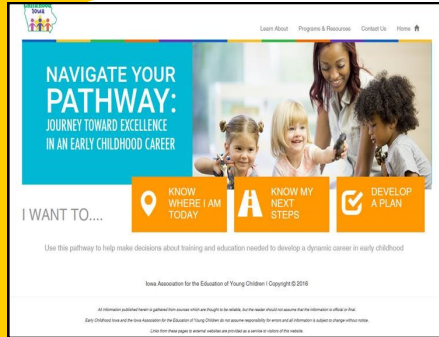 Iowa
Learn About Programs & Resources Contact Us Home
NAVIGATE YOUR
PATHWAY:
JOURNEY TOWARD EXCELLENCE
IN AN EARLY CHILDHOOD CAREER
I WANT TO....
KNOW
WHERE I AM
TODAY
KNOW MY
NEXT
STEPS
DEVELOP
A PLAN
Use this pathway to help make decisions about training and education needed to develop a dynamic career in early childhood
Iowa Association for the Education of Young Children | Copyright © 2018
All information published herein is gathered from sources which are thought to be reliable, but the reader should not assume that the information is official or final.
Early Childhood Iowa and the Iowa Association for the Education of Young Children do not assume responsibility for errors and all information is subject to change without notice.
Links from these pages to external websites are provided as a service to visitors of this website.